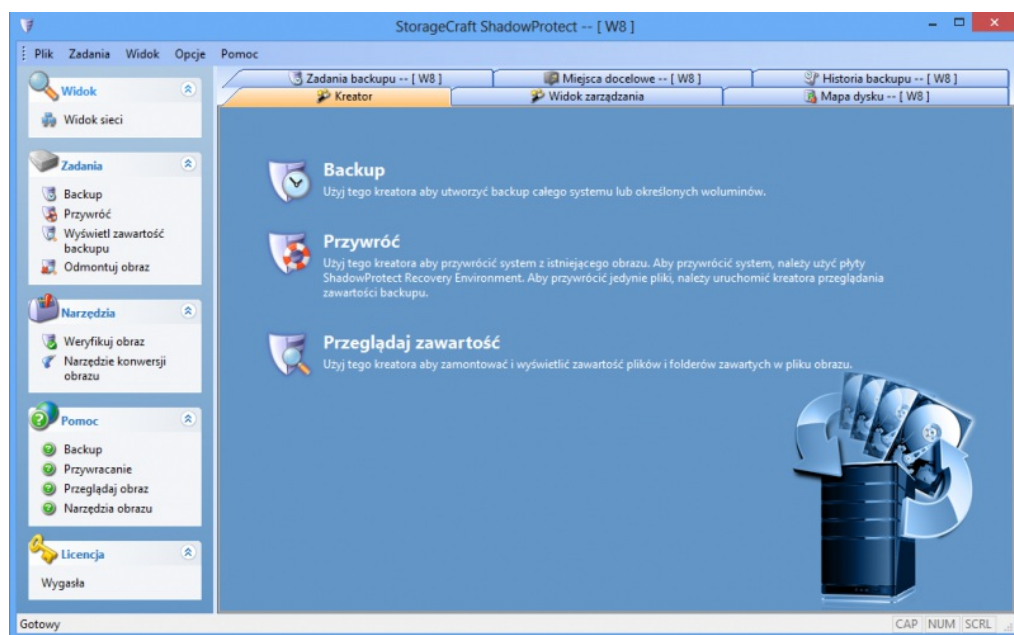 StorageCraft ShadowProtect -- [ W8 ]
Plik Zadania Widok Opcje Pomoc
Widok
Widok sieci
Zadania
Backup
Przywróć
Wyświetl zawartość
backupu
Odmontuj obraz
Narzędzia
Weryfikuj obraz
Narzędzie konwersji
obrazu
Pomoc
Backup
Przywracanie
Przeglądaj obraz
Narzędzia obrazu
Licencja
Wygasła
Zadania backupu -- [ W8 ] Miejsca docelowe -- [ W8 ] Historia backupu -- [ W8 ]
Kreator Widok zarządzania Mapa dysku -- [ W8 ]
Backup
Użyj tego kreatora aby utworzyć backup całego systemu lub określonych woluminów.
Przywróć
Użyj tego kreatora aby przywrócić system z istniejącego obrazu. Aby przywrócić system, należy użyć płyty
ShadowProtect Recovery Environment. Aby przywrócić jedynie pliki, należy uruchomić kreatora przeglądania
zawartości backupu.
Przeglądaj zawartość
Użyj tego kreatora aby zamontować i wyświetlić zawartość plików i folderów zawartych w pliku obrazu.
Gotowy
CAP NUM SCRL